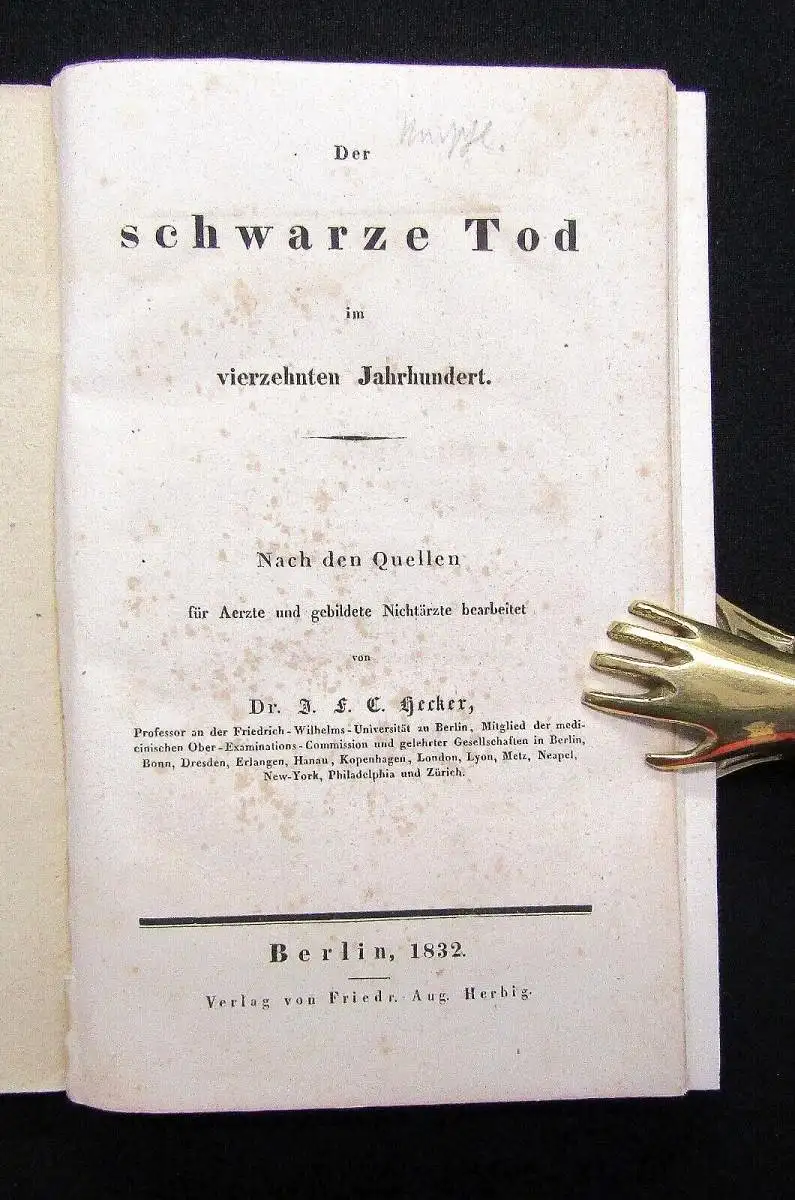 Der
schwarze Tod
im
vierzehnten Jahrhundert.
Nach den Quellen
für Aerzte und gebildete Nichtärzte bearbeitet
von
Dr. J. F. C. Hecker,
Professor an der Friedrich-Wilhelms-Universität zu Berlin, Mitglied der medi-
cinischen Ober-Examinations-Commission und gelehrter Gesellschaften in Berlin,
Bonn, Dresden, Erlangen, Hanau, Kopenhagen, London, Lyon, Metz, Neapel,
New-York, Philadelphia und Zürich.
Berlin, 1832.
Verlag von Friedr. Aug. Herbig.